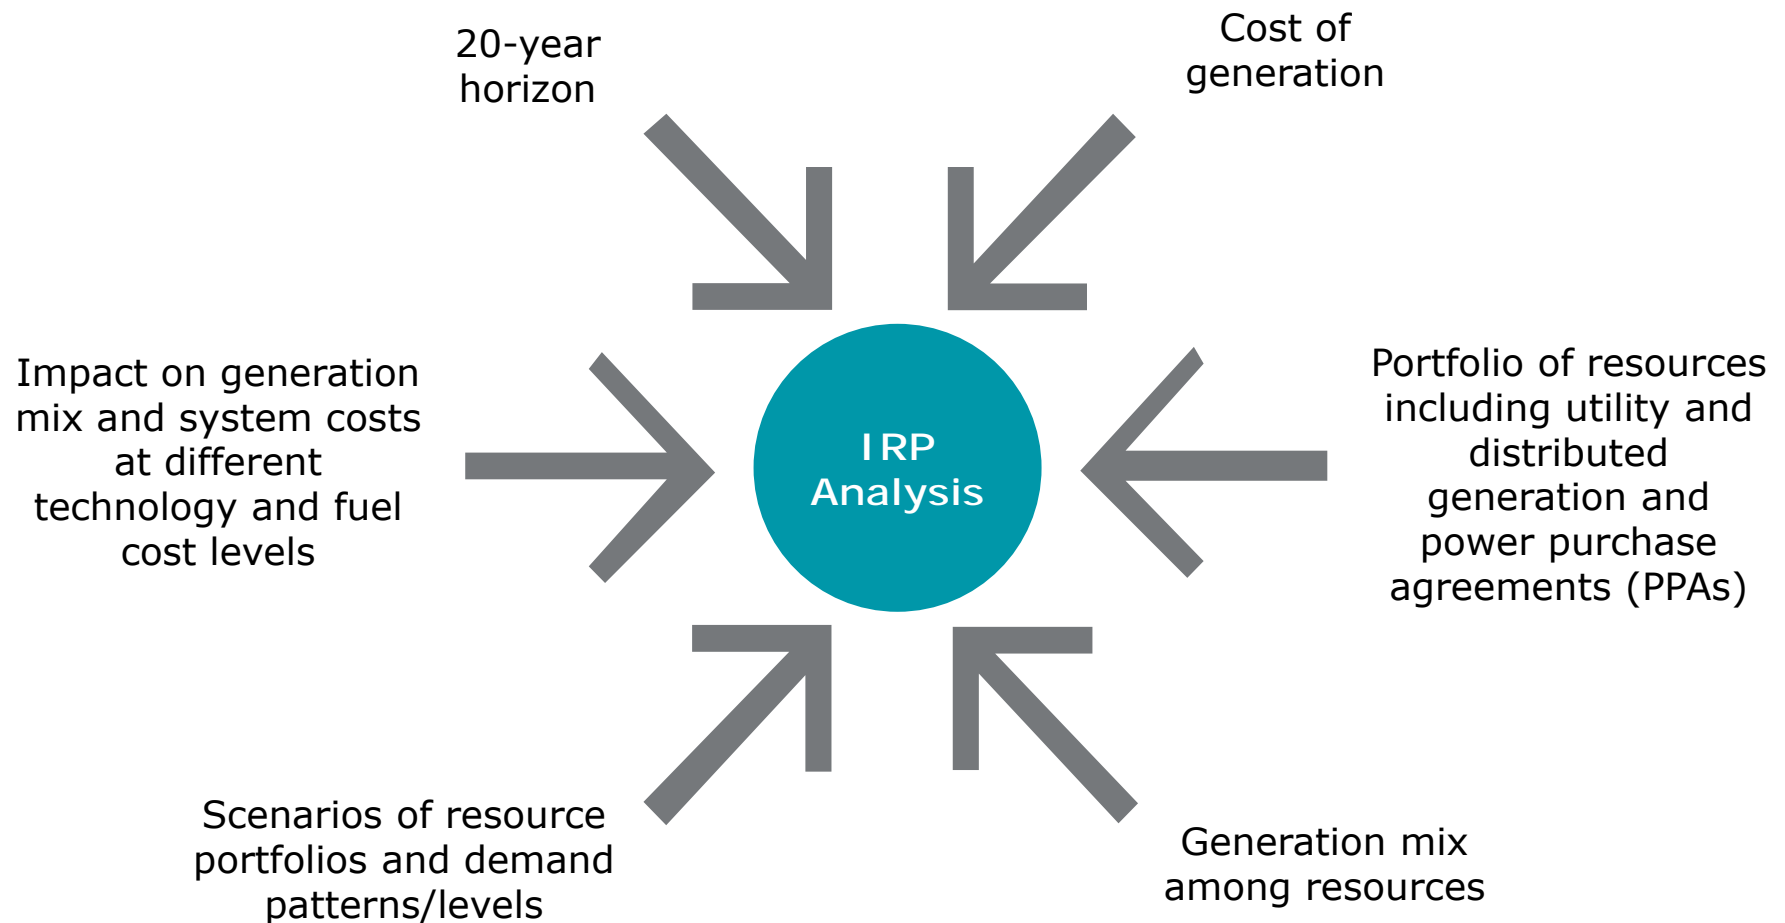 20-year
horizon
Cost of
generation
Impact on generation
mix and system costs
at different
technology and fuel
cost levels
IRP
Analysis
Portfolio of resources
including utility and
distributed
generation and
power purchase
agreements (PPAs)
Scenarios of resource
portfolios and demand
patterns/levels
Generation mix
among resources